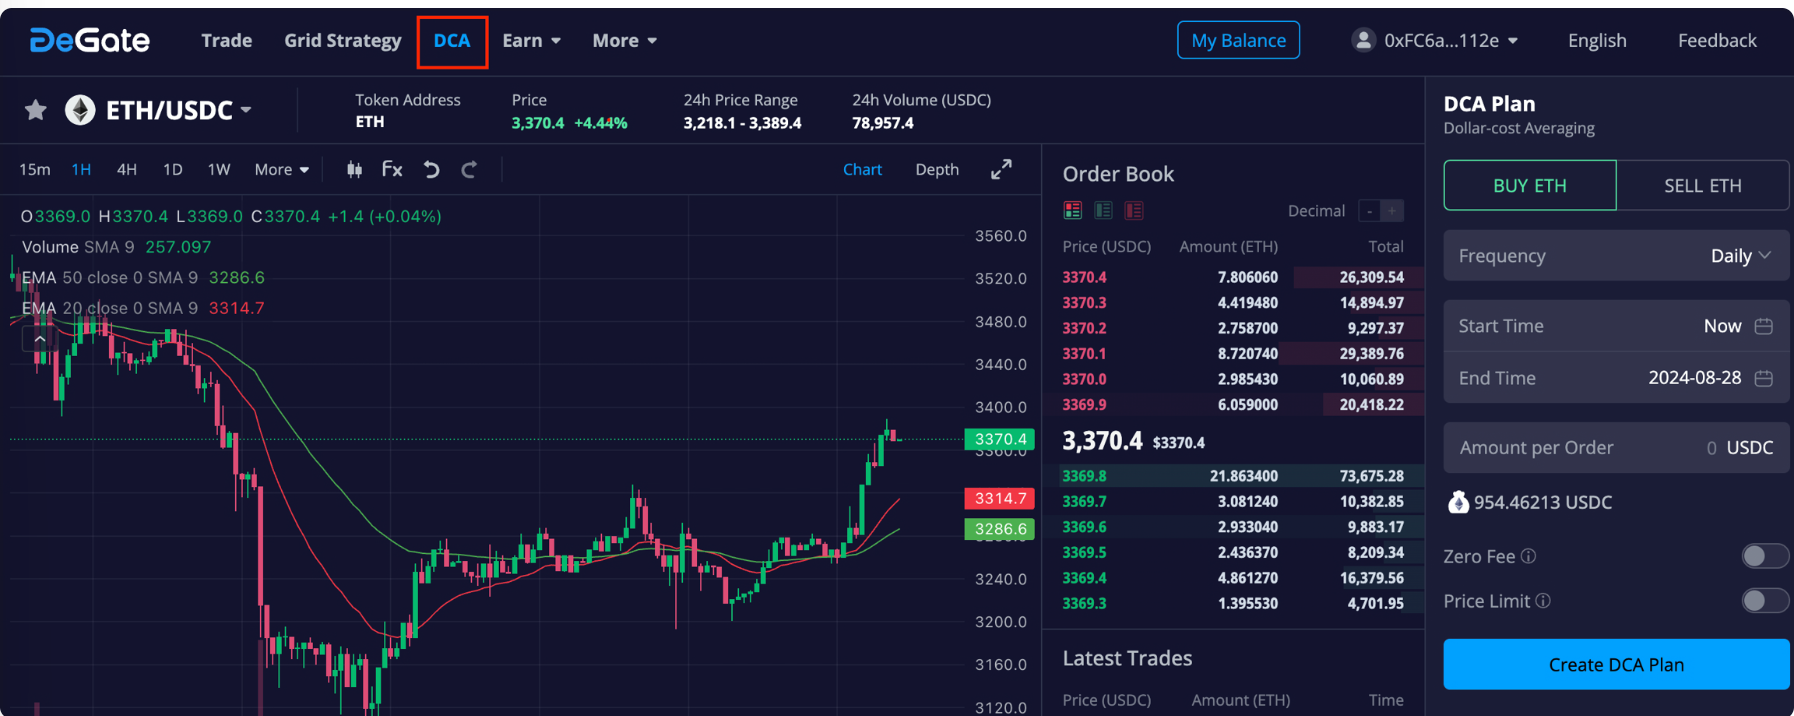 DeGate Trade Grid Strategy DCA Earn More My Balance 0xFC6a...112e English Feedback
ETH/USDC
Token Address
ETH
Price
3,370.4 +4.44%
24h Price Range
3,218.1 - 3,389.4
24h Volume (USDC)
78,957.4
15m 1H 4H 1D 1W More Fx Chart Depth
O3369.0 H3370.4 L3369.0 C3370.4 +1.4 (+0.04%)
Volume SMA 9 257.097
EMA 50 close 0 SMA 9 3286.6
EMA 20 close 0 SMA 9 3314.7
3560.0
3520.0
3480.0
3440.0
3400.0
3370.4
3360.0
3314.7
3286.6
3240.0
3200.0
3160.0
3120.0
Order Book
Decimal - +
Price (USDC) Amount (ETH) Total
3370.4 7.806060 26,309.54
3370.3 4.419480 14,894.97
3370.2 2.758700 9,297.37
3370.1 8.720740 29,389.76
3370.0 2.985430 10,060.89
3369.9 6.059000 20,418.22
3,370.4 $3370.4
3369.8 21.863400 73,675.28
3369.7 3.081240 10,382.85
3369.6 2.933040 9,883.17
3369.5 2.436370 8,209.34
3369.4 4.861270 16,379.56
3369.3 1.395530 4,701.95
Latest Trades
Price (USDC) Amount (ETH) Time
DCA Plan
Dollar-cost Averaging
BUY ETH SELL ETH
Frequency Daily
Start Time Now
End Time 2024-08-28
Amount per Order 0 USDC
954.46213 USDC
Zero Fee
Price Limit
Create DCA Plan